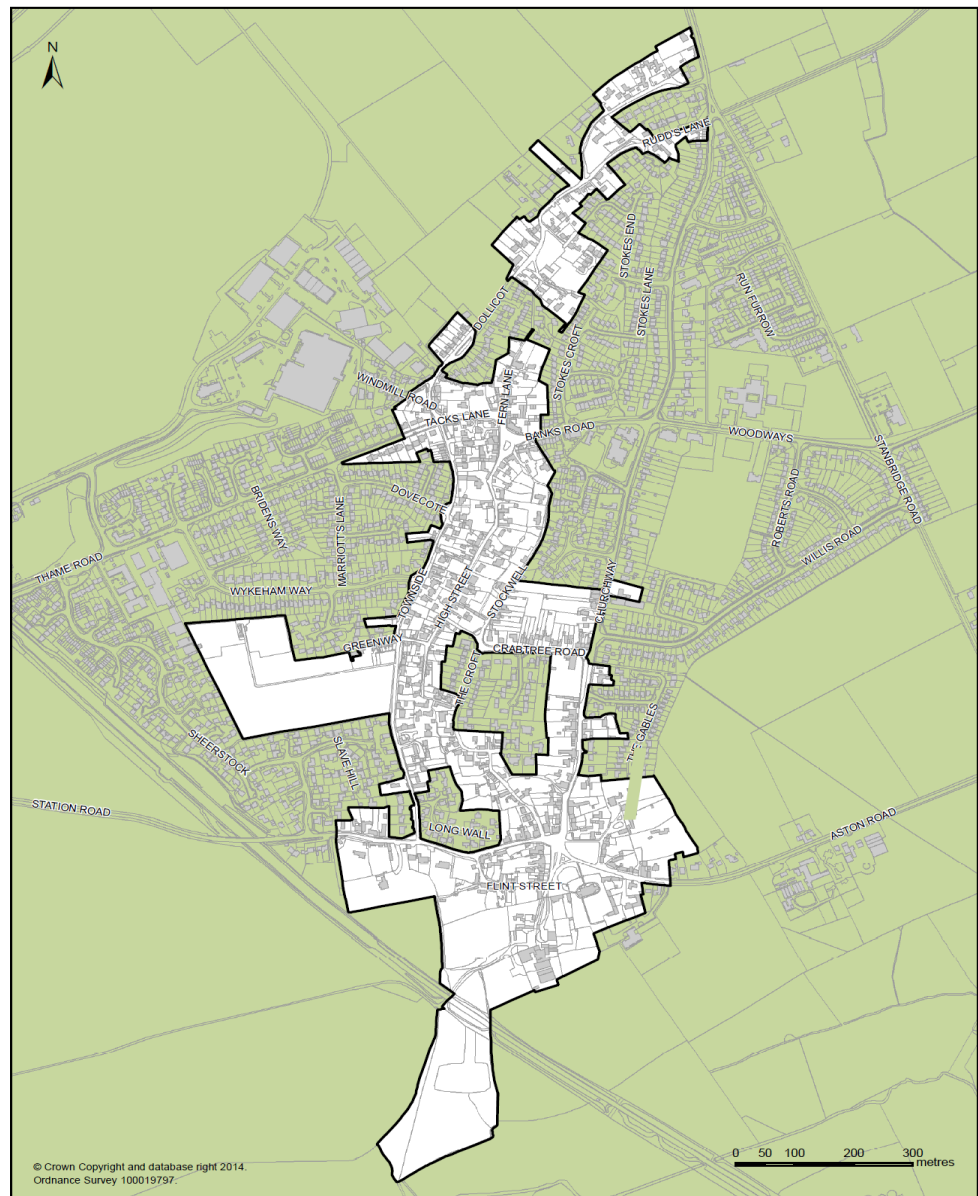 N
RUDD'S LANE
STOKES END
STOKES LANE
RUN FURROW
DOLLICOT
STOKES CROFT
WINDMILL ROAD
TACKS LANE
FERN LANE
BANKS ROAD
WOODWAYS
STANBRIDGE ROAD
DOVECOTE
BRIDENS WAY
MARRIOTT'S LANE
ROBERTS ROAD
WILLIS ROAD
THAME ROAD
WYKEHAM WAY
TOWNSIDE
HIGH STREET
STOCKWELL
CHURCHWAY
GREENWAY
CRABTREE ROAD
THE CROFT
THE GABLES
SHEERSTOCK
SLAVE HILL
STATION ROAD
LONG WALL
ASTON ROAD
FLINT STREET
0 50 100 200 300
metres
© Crown Copyright and database right 2014.
Ordnance Survey 100019797.